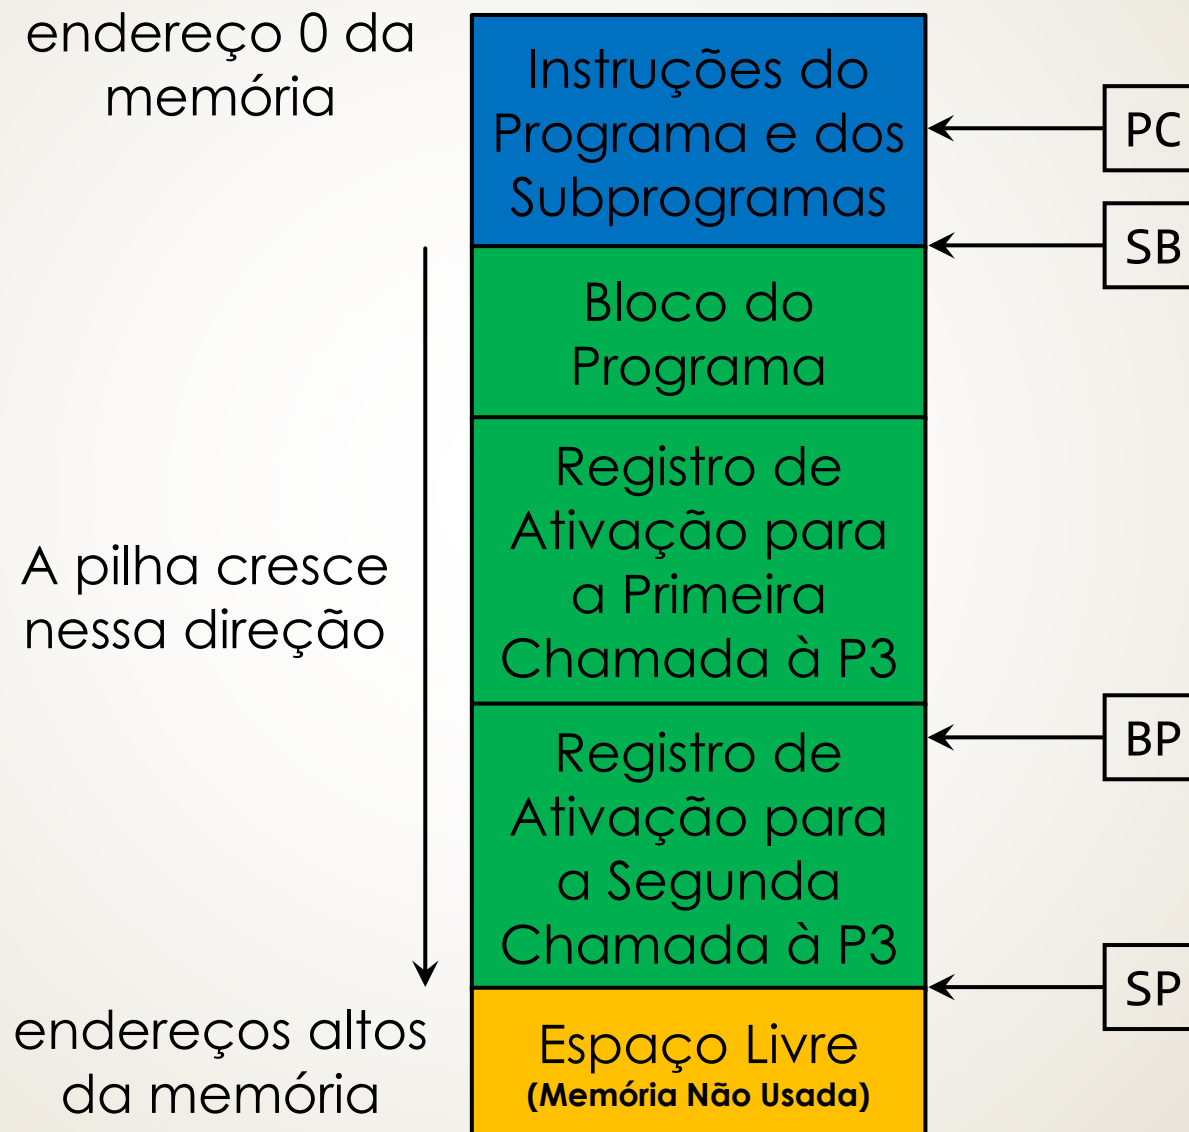 endereço 0 da
memória
Instruções do
Programa e dos
Subprogramas
PC
SB
Bloco do
Programa
Registro de
Ativação para
a Primeira
Chamada à P3
A pilha cresce
nessa direção
BP
Registro de
Ativação para
a Segunda
Chamada à P3
SP
endereços altos
da memória
Espaço Livre
(Memória Não Usada)